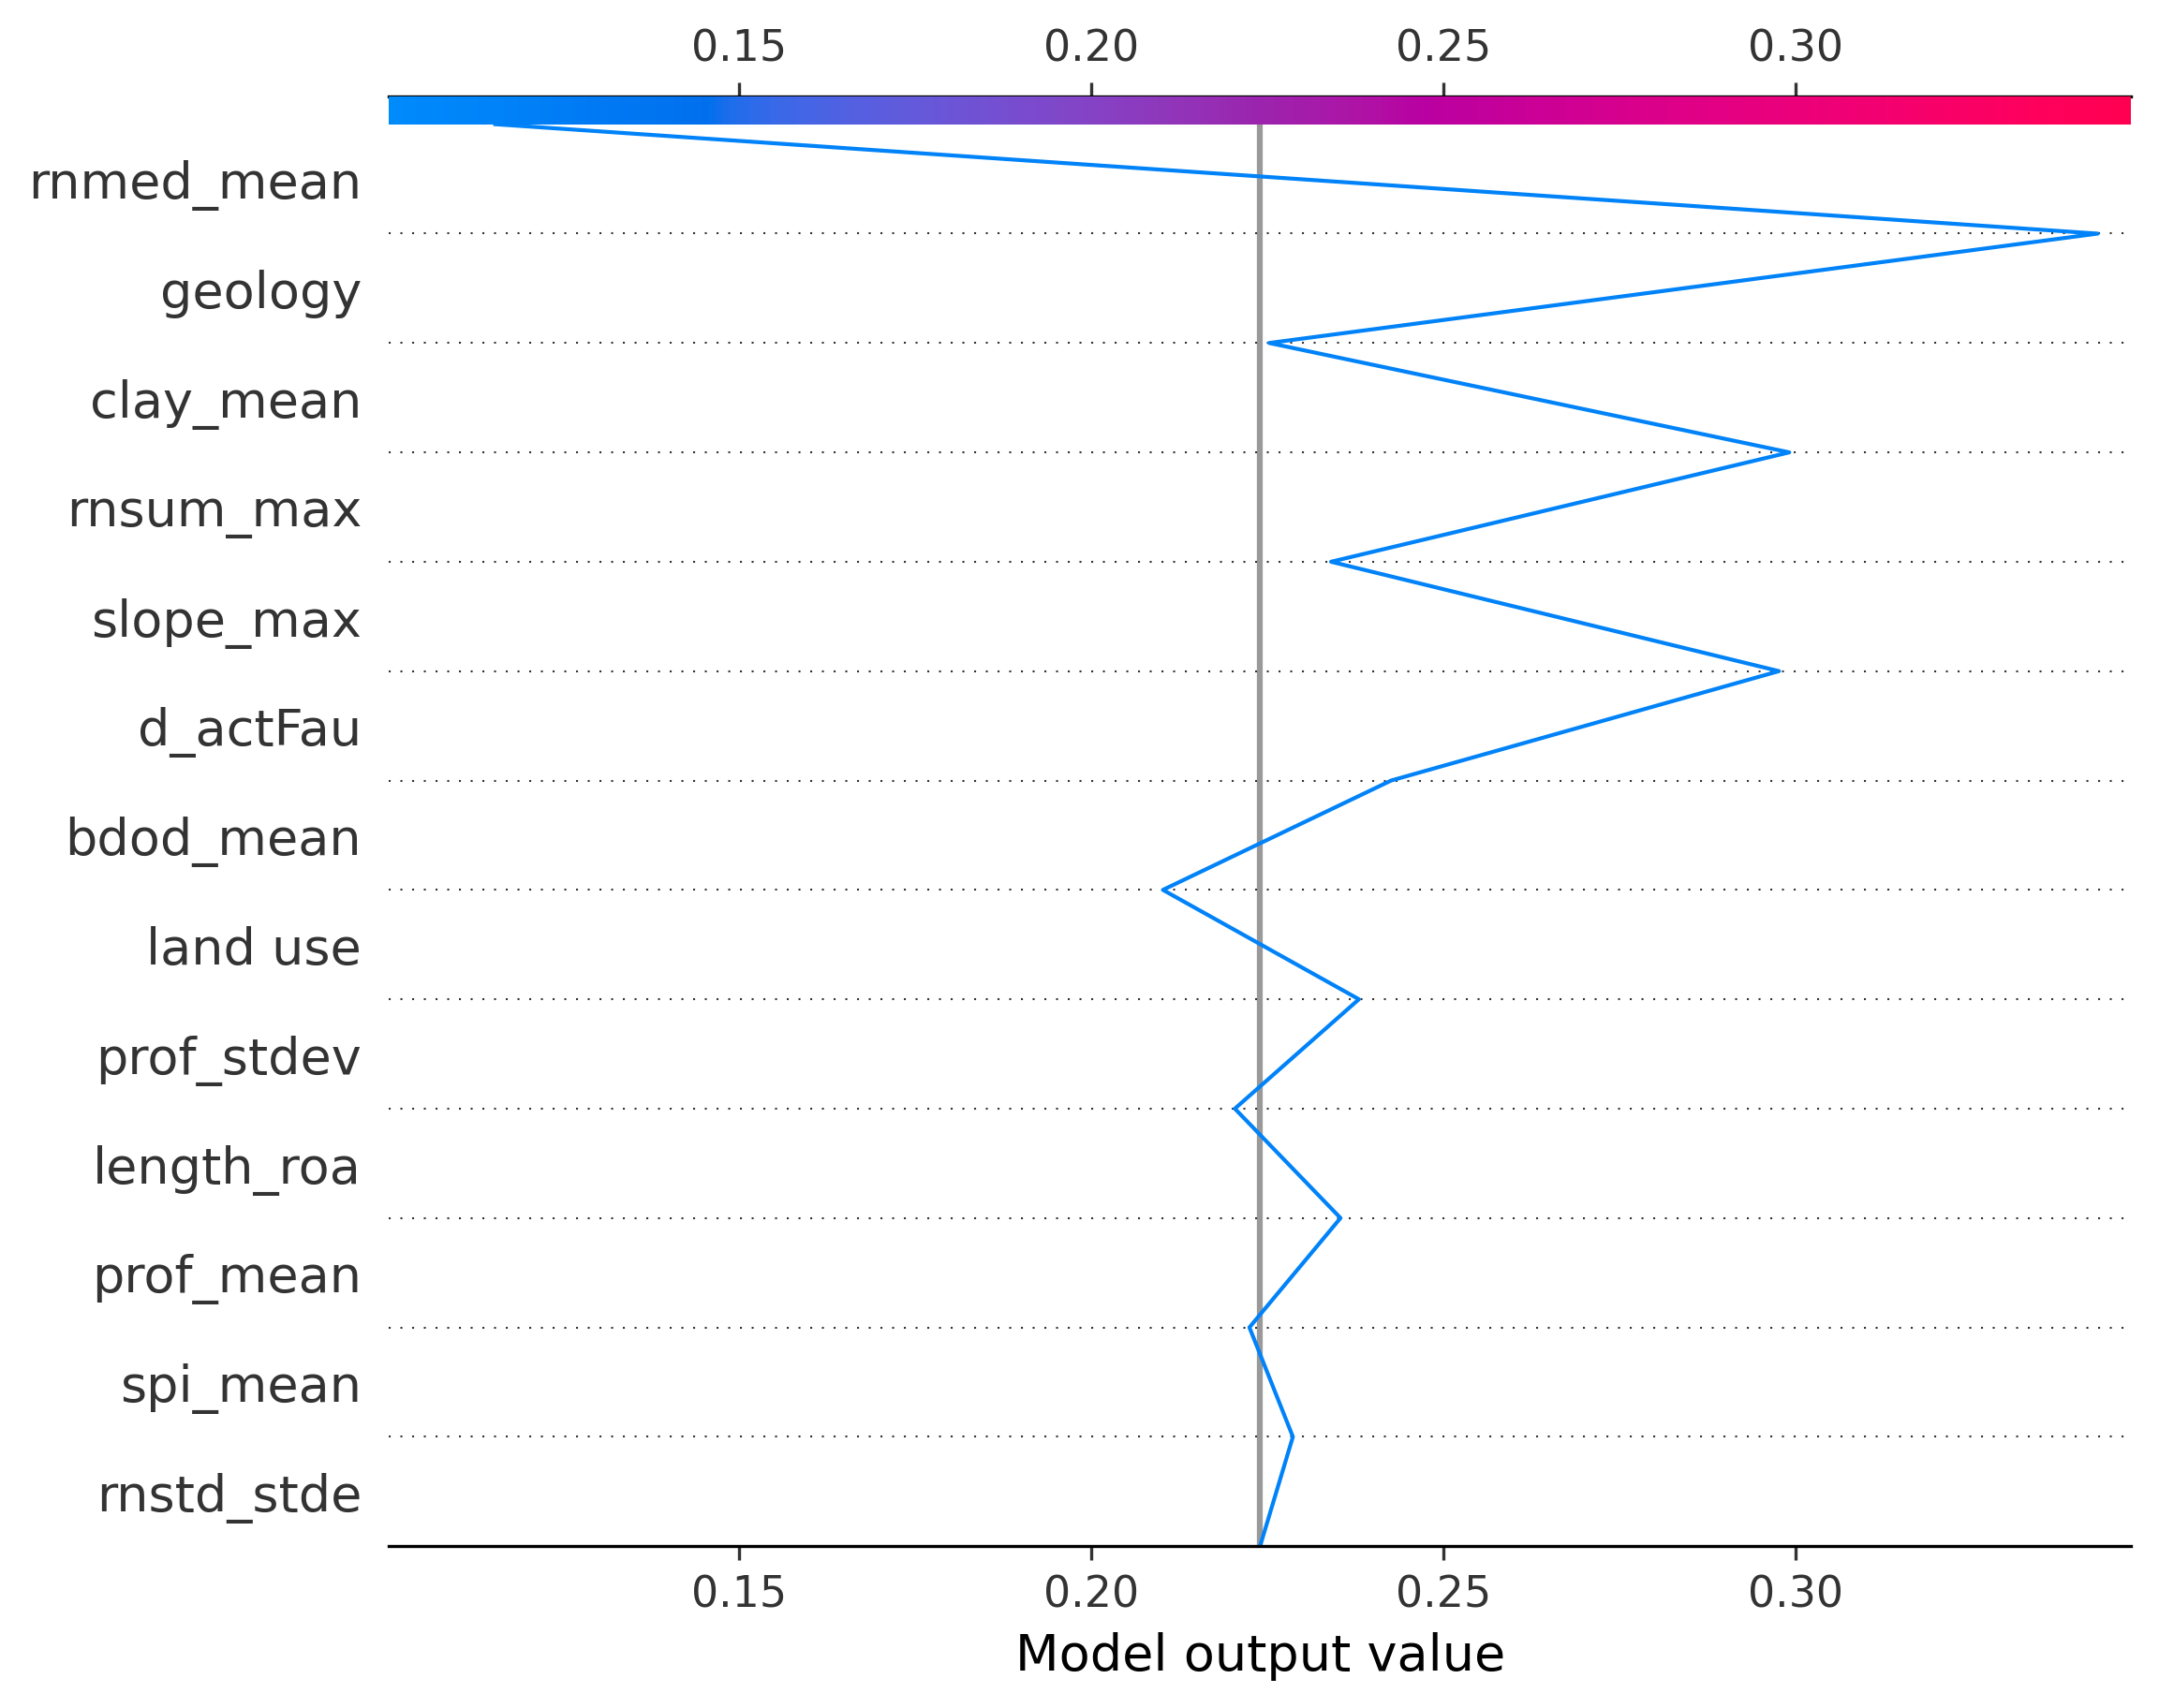 0.15 0.20 0.25 0.30
rnmed_mean
geology
clay_mean
rnsum_max
slope_max
d_actFau
bdod_mean
land use
prof_stdev
length_roa
prof_mean
spi_mean
rnstd_stde
0.15 0.20 0.25 0.30
Model output value